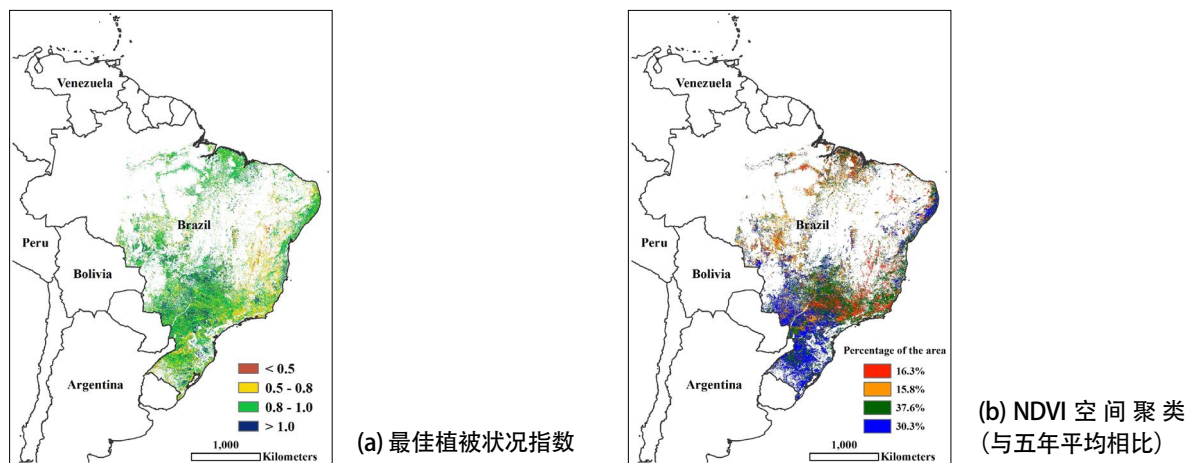 Venezuela
Brazil
Peru
Bolivia
Argentina
< 0.5
0.5 - 0.8
0.8 - 1.0
> 1.0
1,000
Kilometers
(a) 最佳植被状况指数
Venezuela
Brazil
Peru
Bolivia
Argentina
Percentage of the area
16.3%
15.8%
37.6%
30.3%
1,000
Kilometers
(b) NDVI 空间聚类
（与五年平均相比）